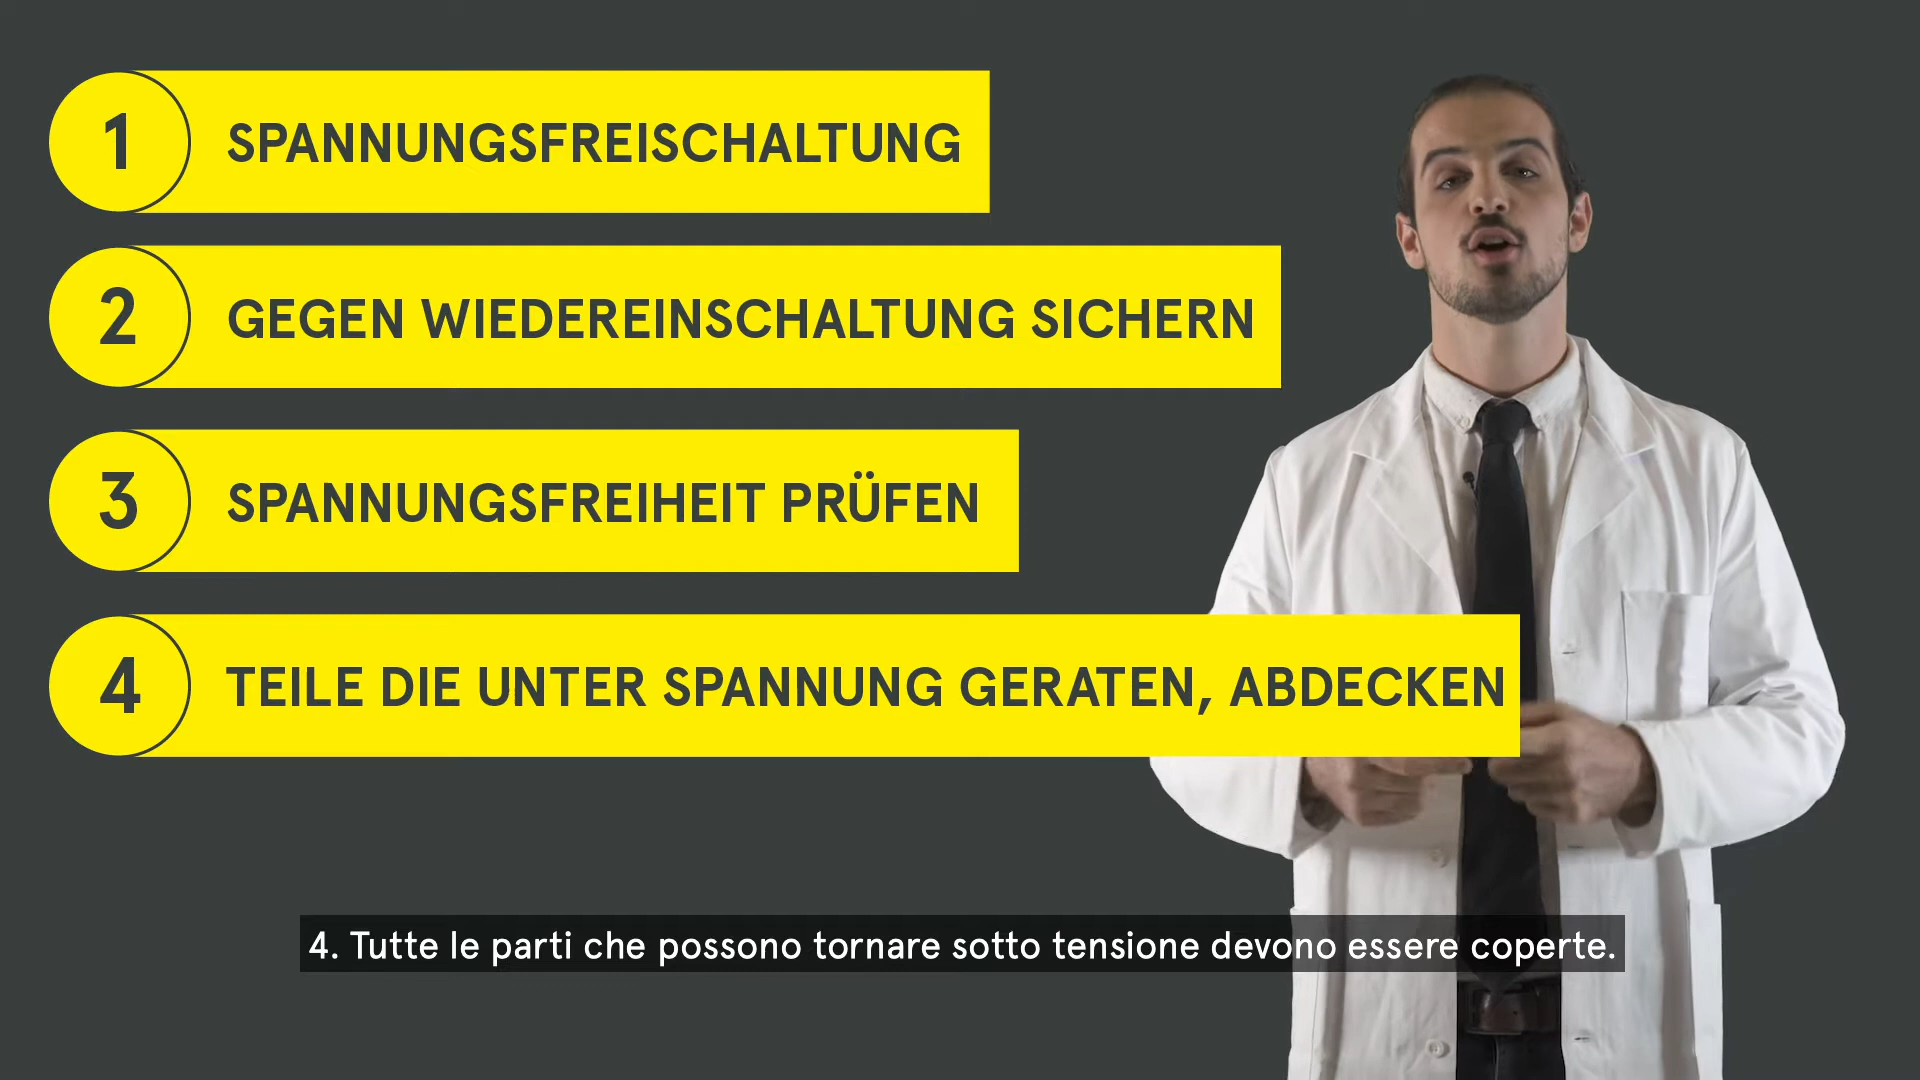 1 SPANNUNGSFREISCHALTUNG
2 GEGEN WIEDEREINSCHALTUNG SICHERN
3 SPANNUNGSFREIHEIT PRÜFEN
4 TEILE DIE UNTER SPANNUNG GERATEN, ABDECKEN
4. Tutte le parti che possono tornare sotto tensione devono essere coperte.